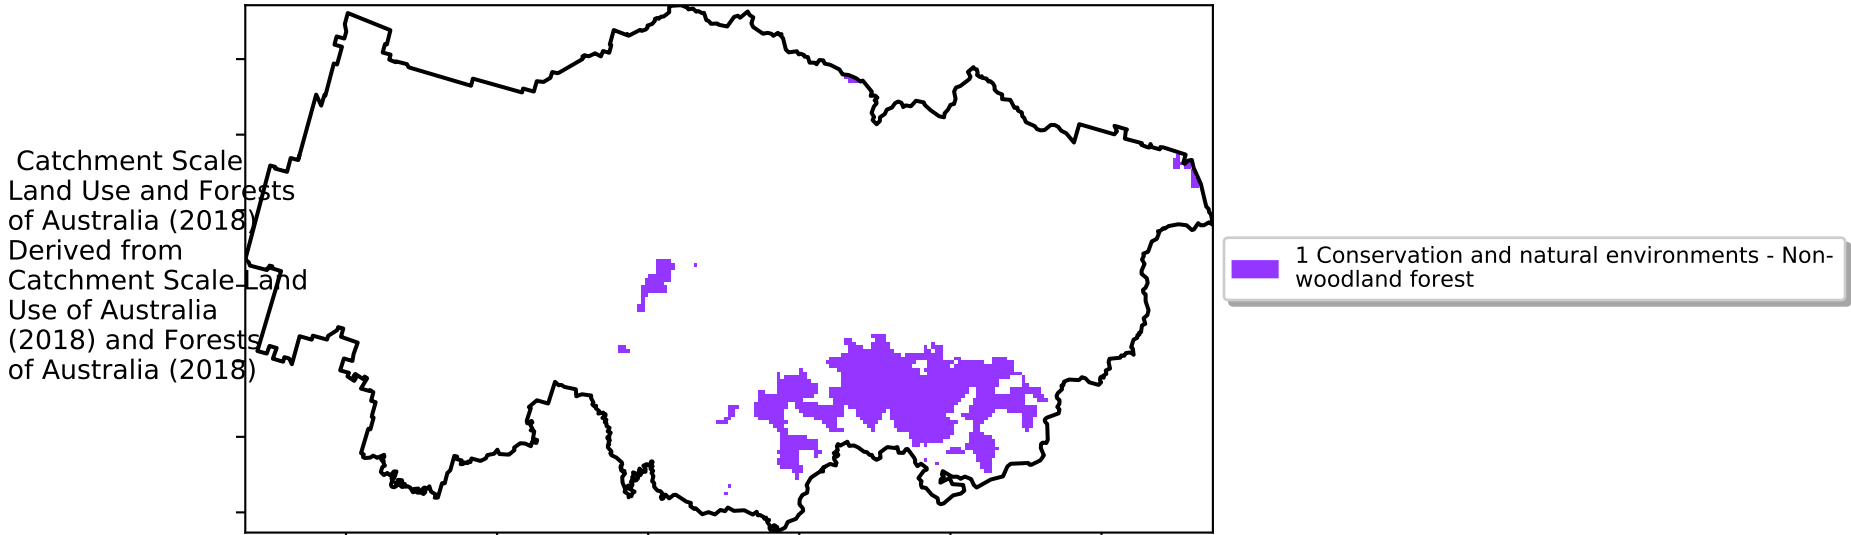 Catchment Scale
Land Use and Forests
of Australia (2018)
Derived from
Catchment Scale Land
Use of Australia
(2018) and Forests
of Australia (2018)
1 Conservation and natural environments - Non-
woodland forest